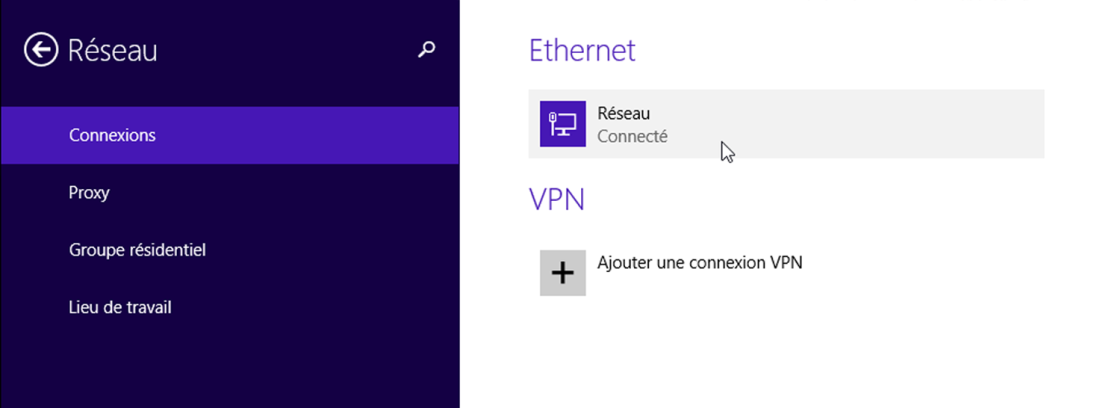 Réseau
Connexions
Proxy
Groupe résidentiel
Lieu de travail
Ethernet
Réseau
Connecté
VPN
Ajouter une connexion VPN